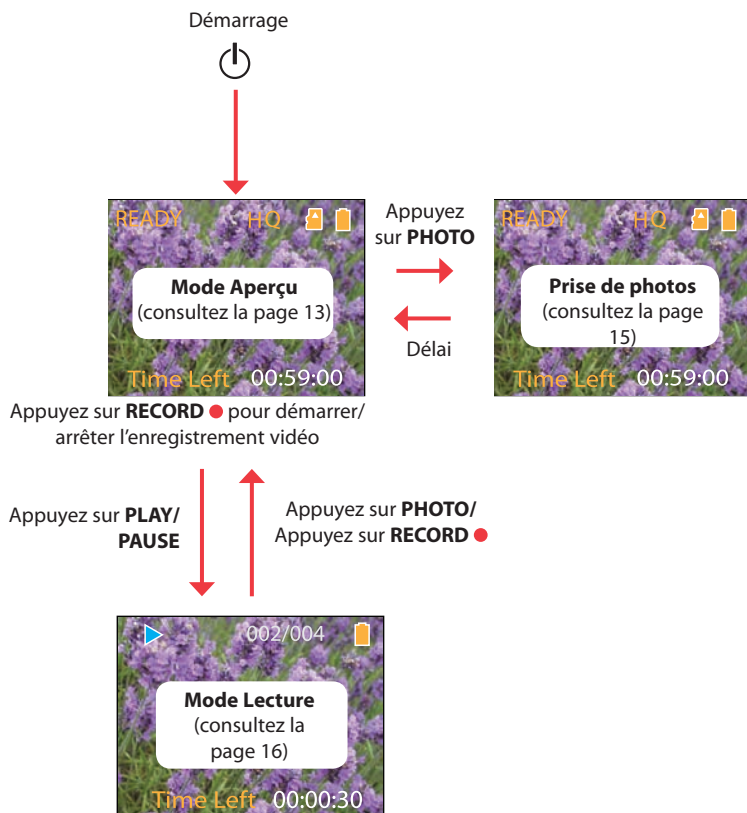 Démarrage
READY HQ
Mode Aperçu
(consultez la page 13)
Time Left 00:59:00
Appuyez
sur PHOTO
Délai
READY HQ
Prise de photos
(consultez la page
15)
Time Left 00:59:00
Appuyez sur RECORD ● pour démarrer/
arrêter l’enregistrement vidéo
Appuyez sur PLAY/
PAUSE
Appuyez sur PHOTO/
Appuyez sur RECORD ●
002/004
Mode Lecture
(consultez la
page 16)
Time Left 00:00:30